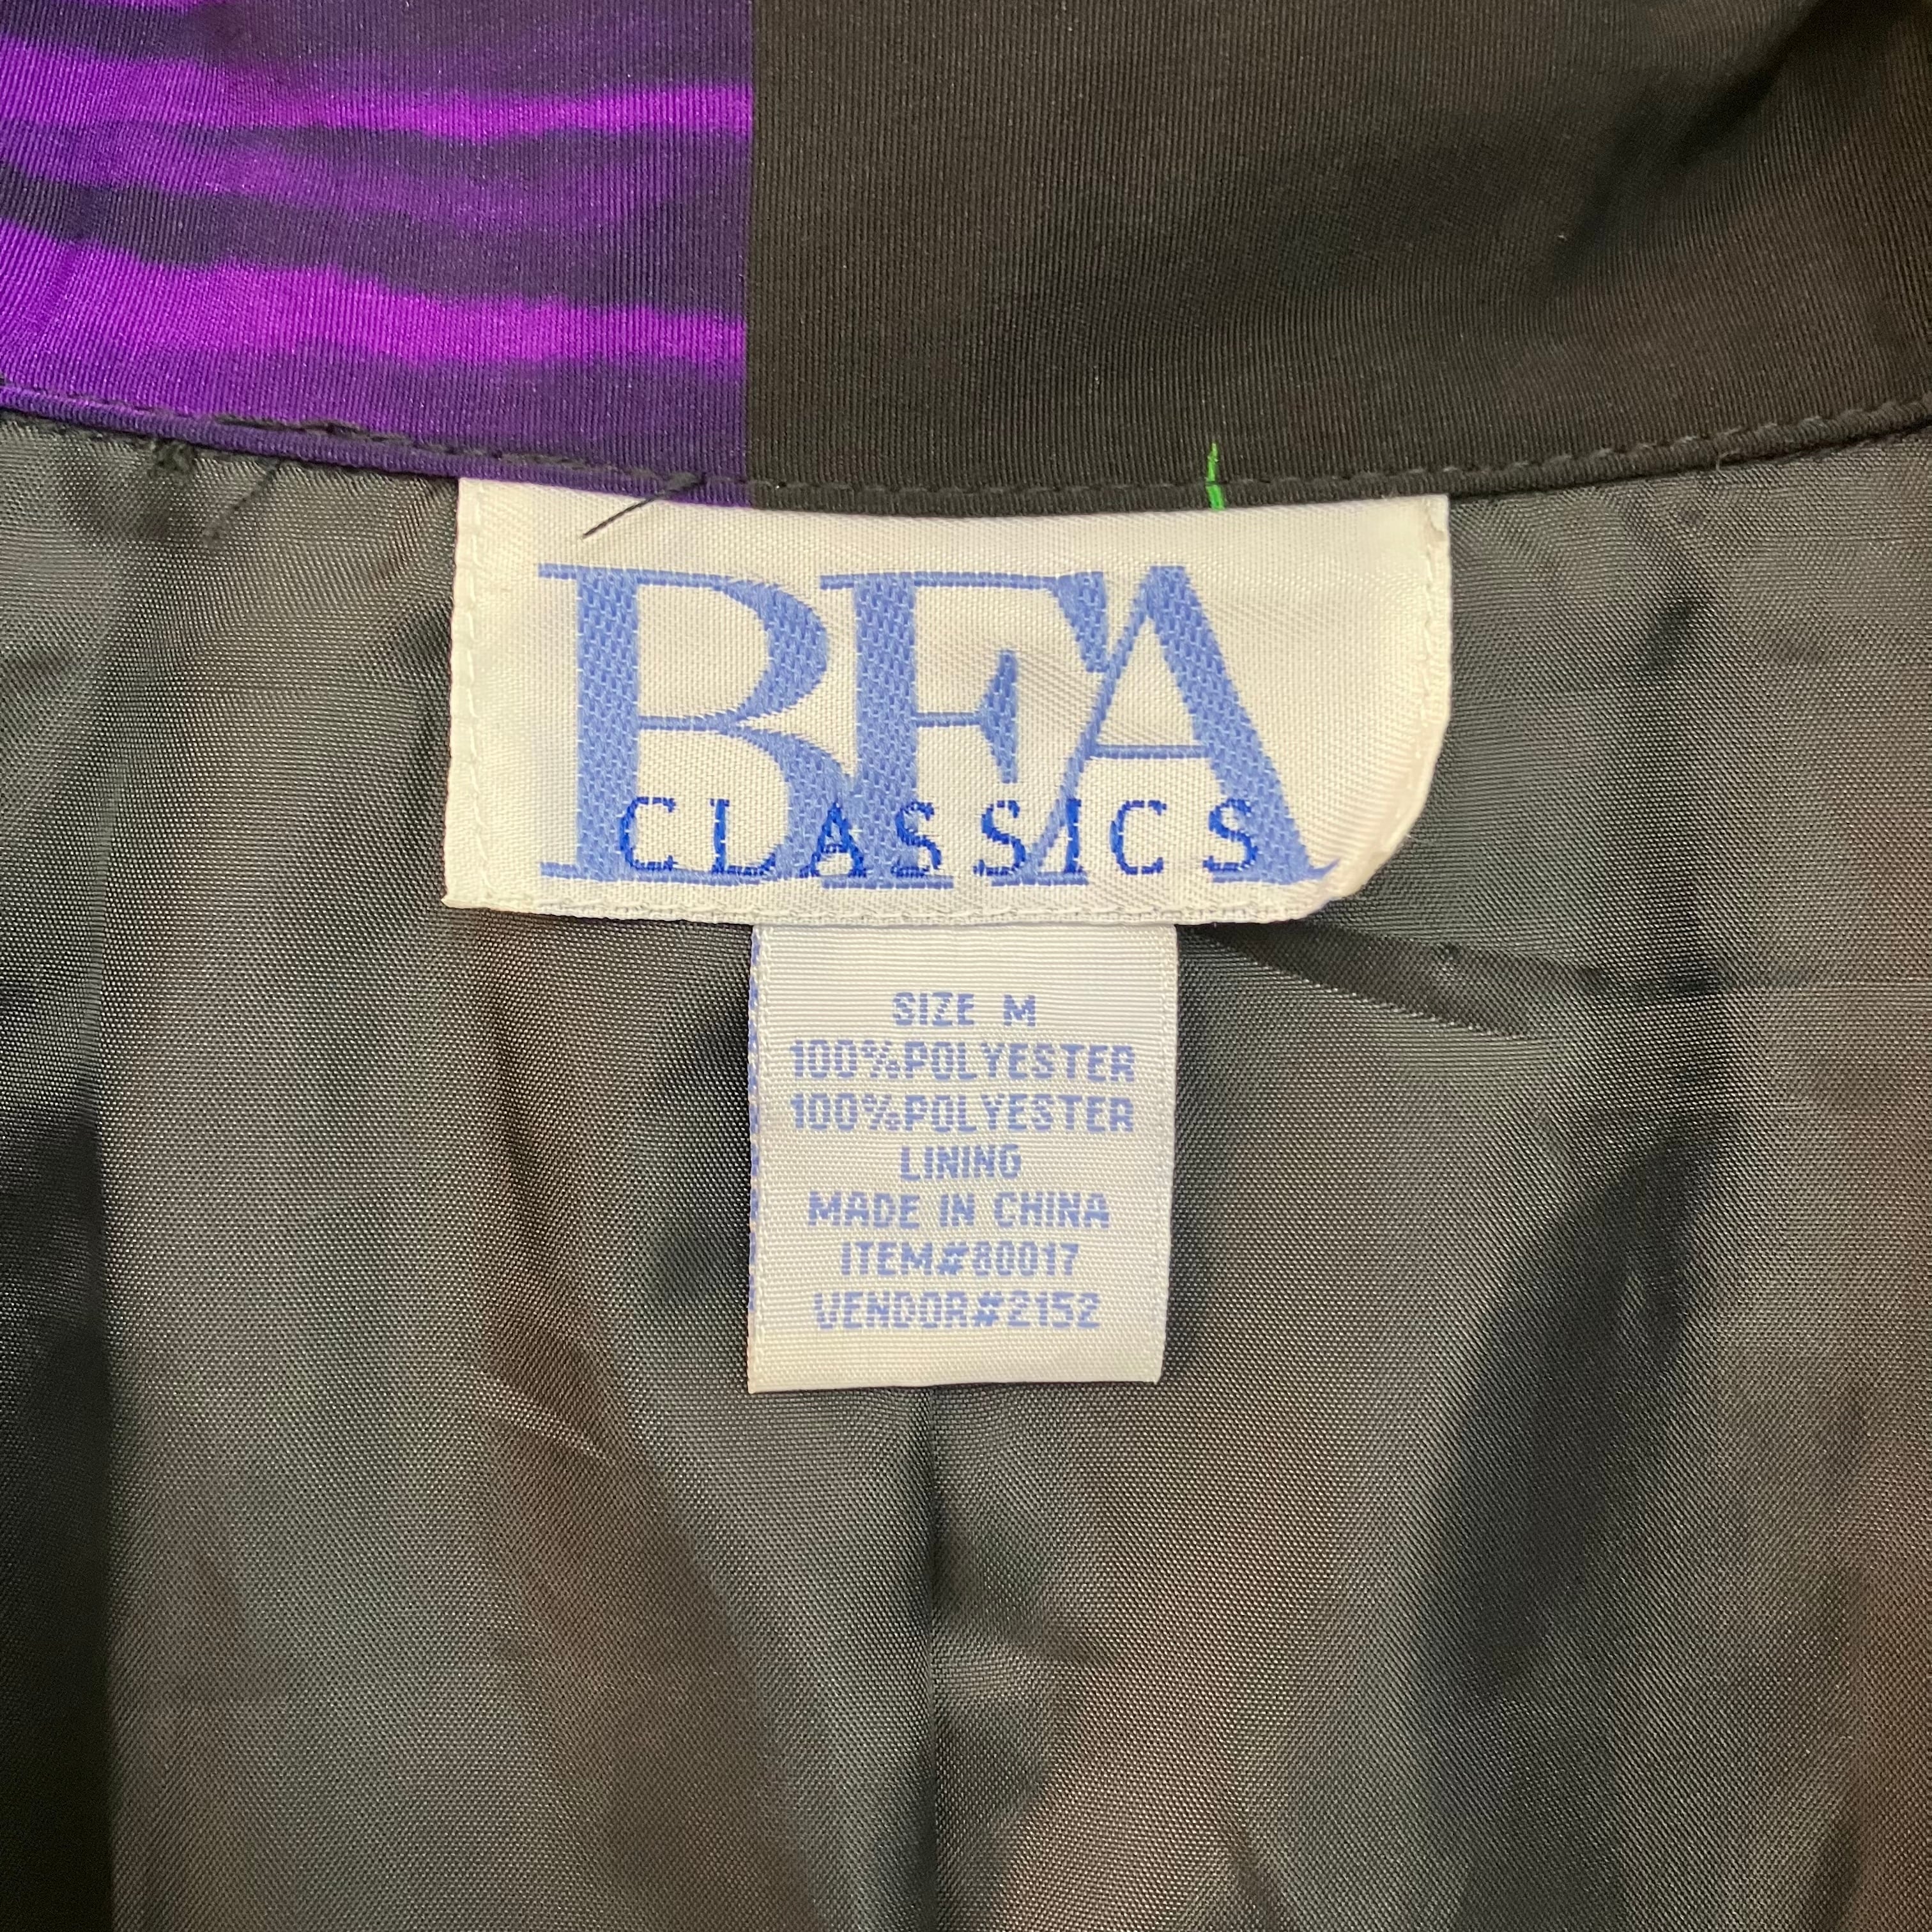 BFA
CLASSICS
SIZE M
100%POLYESTER
100%POLYESTER
LINING
MADE IN CHINA
ITEM#80017
VENDOR#2152